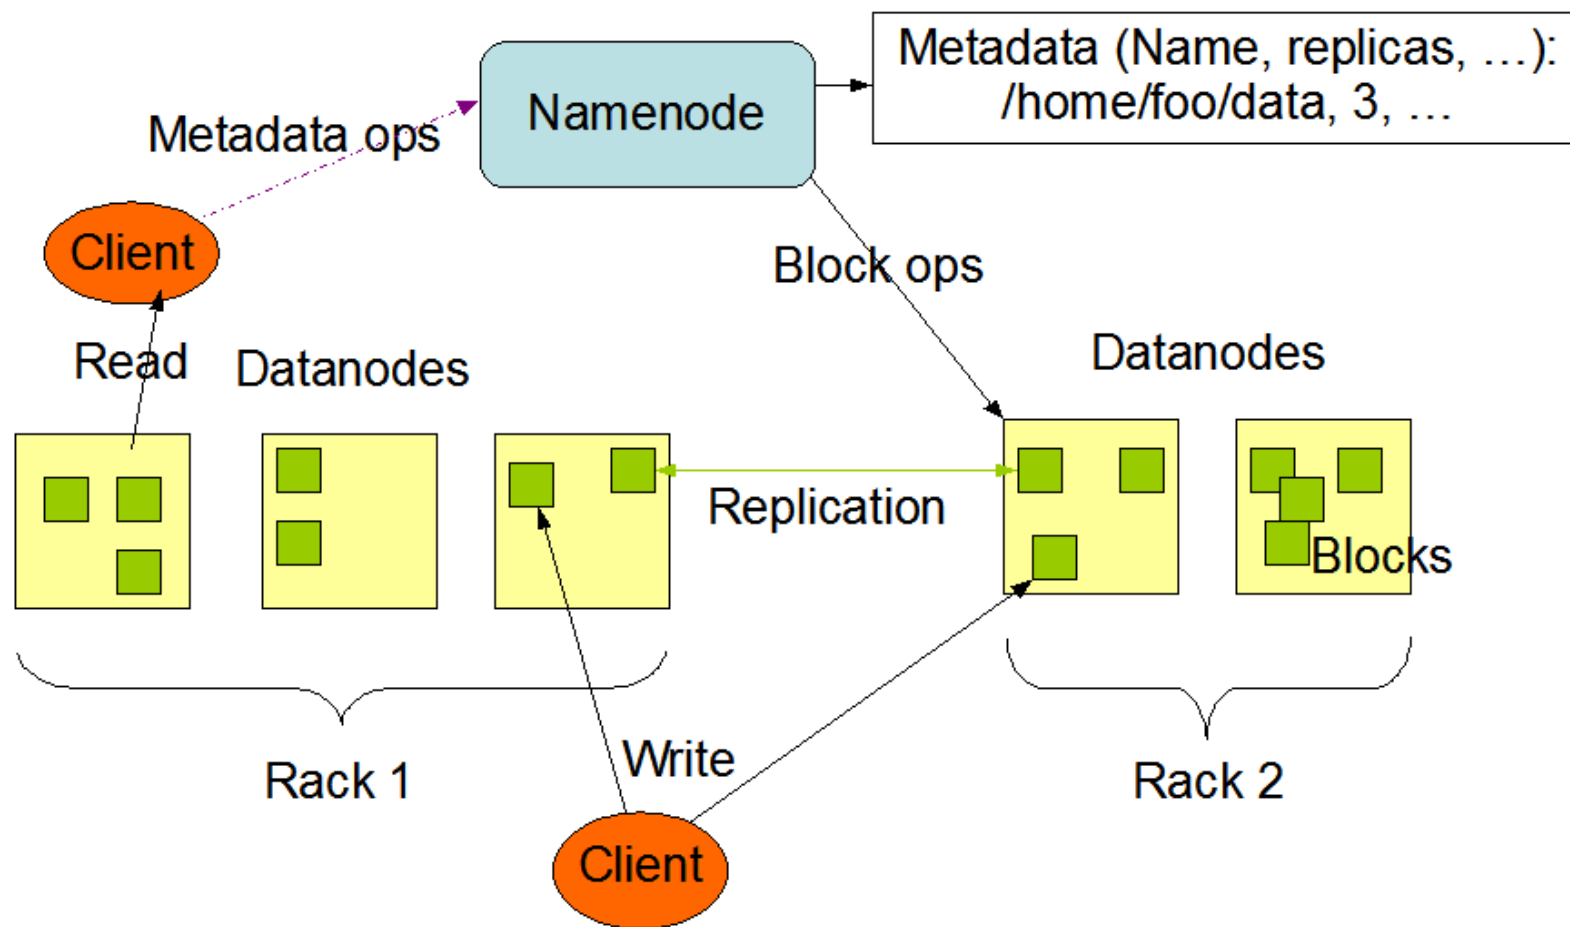 Metadata (Name, replicas, …):
/home/foo/data, 3, …
Namenode
Metadata ops
Client
Block ops
Read
Datanodes
Datanodes
Replication
Blocks
Rack 1
Write
Rack 2
Client